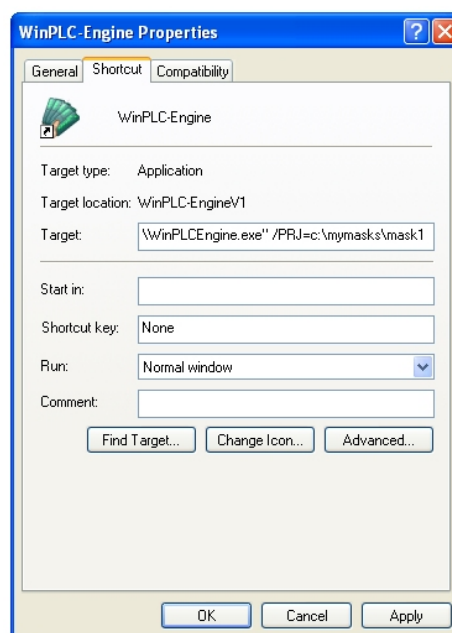 WinPLC-Engine Properties
General Shortcut Compatibility
WinPLC-Engine
Target type: Application
Target location: WinPLC-EngineV1
Target: \WinPLCEngine.exe" /PRJ=c:\mymasks\mask1
Start in:
Shortcut key: None
Run: Normal window
Comment:
Find Target... Change Icon... Advanced...
OK Cancel Apply